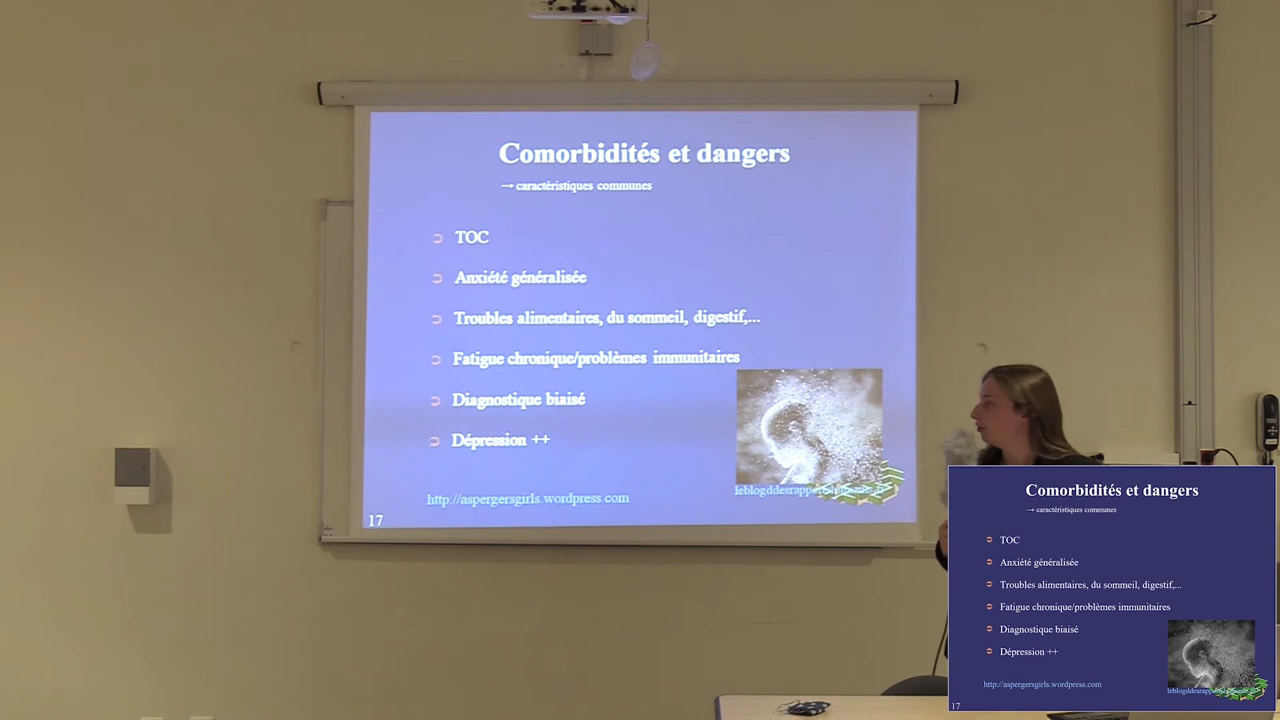 Comorbidités et dangers
→ caractéristiques communes
TOC
Anxiété généralisée
Troubles alimentaires, du sommeil, digestif,...
Fatigue chronique/problèmes immunitaires
Diagnostique biaisé
Dépression ++
http://aspergersgirls.wordpress.com
17
Comorbidités et dangers
→ caractéristiques communes
TOC
Anxiété généralisée
Troubles alimentaires, du sommeil, digestif,...
Fatigue chronique/problèmes immunitaires
Diagnostique biaisé
Dépression ++
http://aspergersgirls.wordpress.com
17